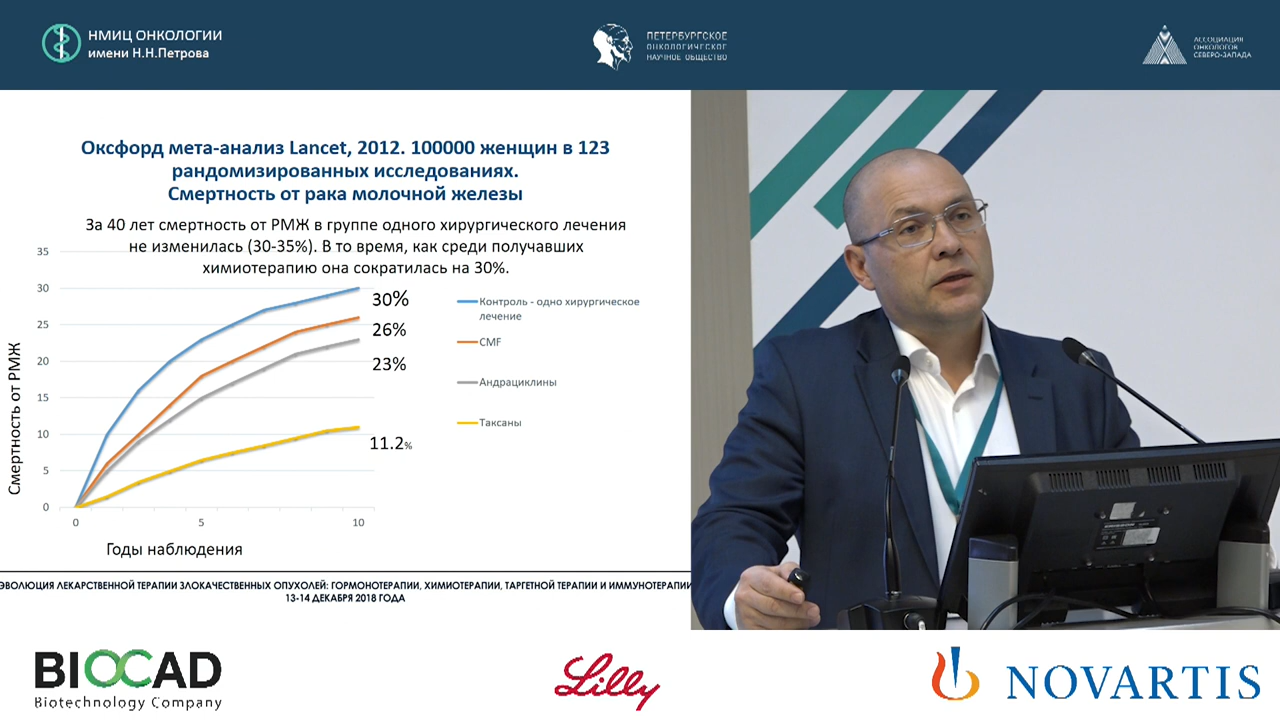 НМИЦ ОНКОЛОГИИ
имени Н.Н.Петрова
ПЕТЕРБУРГСКОЕ
ОНКОЛОГИЧЕСКОЕ
НАУЧНОЕ ОБЩЕСТВО
АССОЦИАЦИЯ
ОНКОЛОГОВ
СЕВЕРО-ЗАПАДА
Оксфорд мета-анализ Lancet, 2012. 100000 женщин в 123
рандомизированных исследованиях.
Смертность от рака молочной железы
За 40 лет смертность от РМЖ в группе одного хирургического лечения
не изменилась (30-35%). В то время, как среди получавших
химиотерапию она сократилась на 30%.
Смертность от РМЖ
35
30
25
20
15
10
5
0
0
5
10
Годы наблюдения
30%
26%
23%
11.2%
Контроль - одно хирургическое
лечение
CMF
Андрациклины
Таксаны
ЭВОЛЮЦИЯ ЛЕКАРСТВЕННОЙ ТЕРАПИИ ЗЛОКАЧЕСТВЕННЫХ ОПУХОЛЕЙ: ГОРМОНОТЕРАПИИ, ХИМИОТЕРАПИИ, ТАРГЕТНОЙ ТЕРАПИИ И ИММУНОТЕРАПИИ
13-14 ДЕКАБРЯ 2018 ГОДА
BIOCAD
Biotechnology Company
Lilly
NOVARTIS